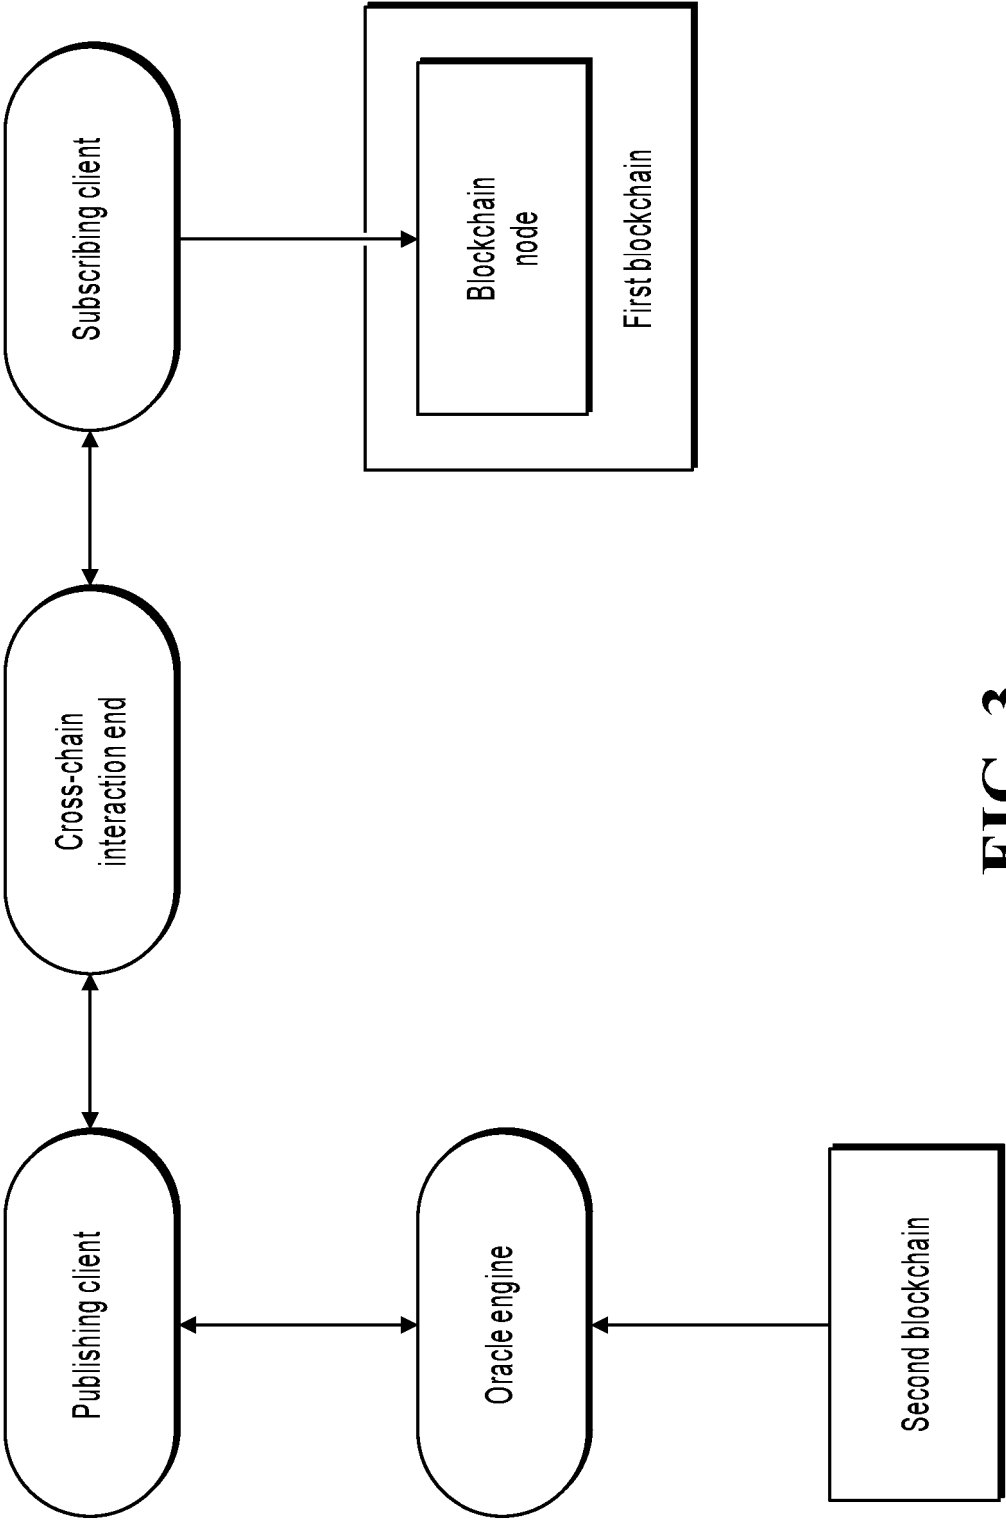 Publishing client
Cross-chain
interaction end
Subscribing client
Oracle engine
Blockchain
node
First blockchain
Second blockchain
FIG. 3